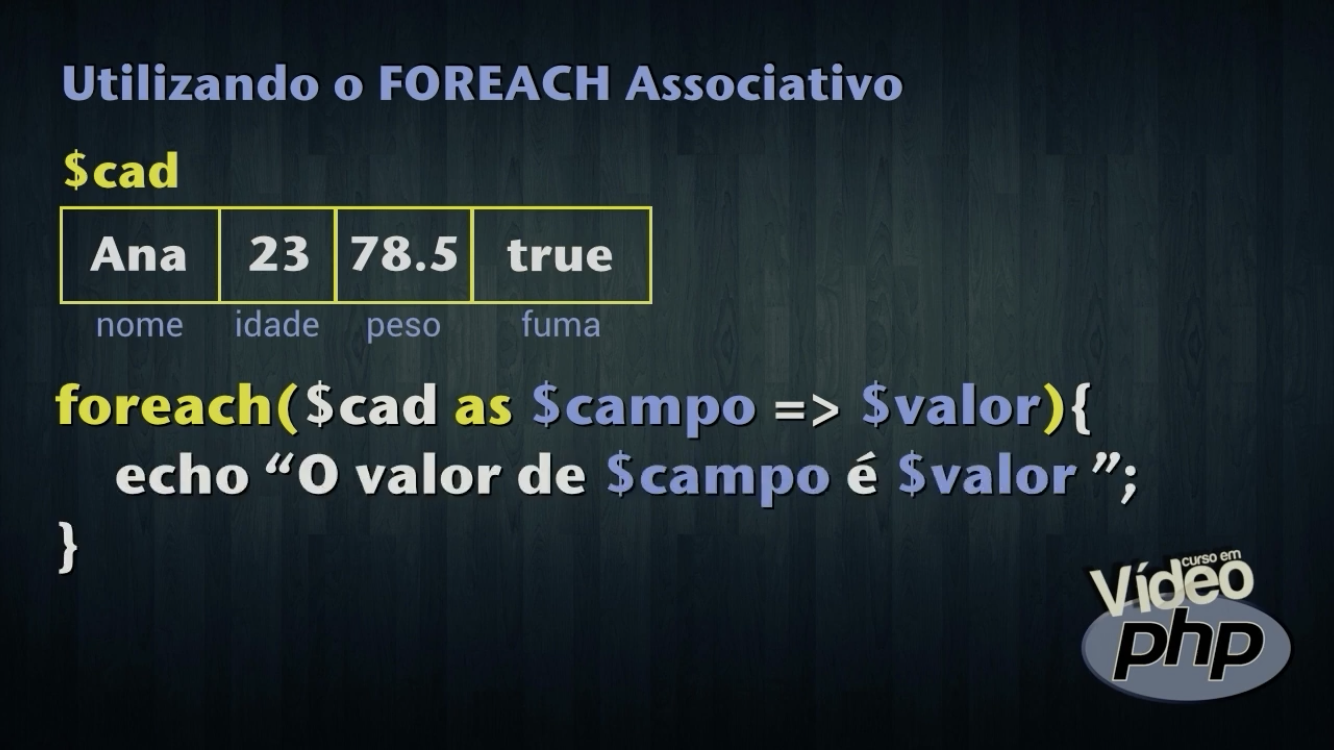 Utilizando o FOREACH Associativo
$cad
Ana 23 78.5 true
nome idade peso fuma
foreach($cad as $campo => $valor){
echo “O valor de $campo é $valor ”;
}
curso em
Vídeo
php